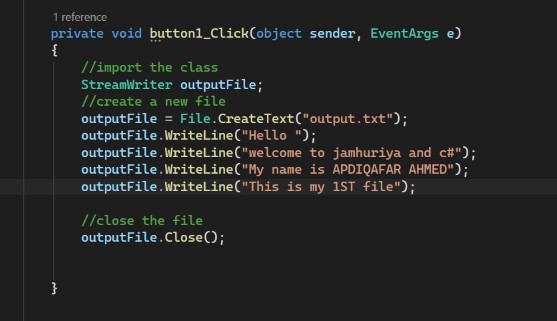 1 reference
private void button1_Click(object sender, EventArgs e)
{
//import the class
StreamWriter outputFile;
//create a new file
outputFile = File.CreateText("output.txt");
outputFile.WriteLine("Hello ");
outputFile.WriteLine("welcome to jamhuriya and c#");
outputFile.WriteLine("My name is APDIQAFAR AHMED");
outputFile.WriteLine("This is my 1ST file");
//close the file
outputFile.Close();
}